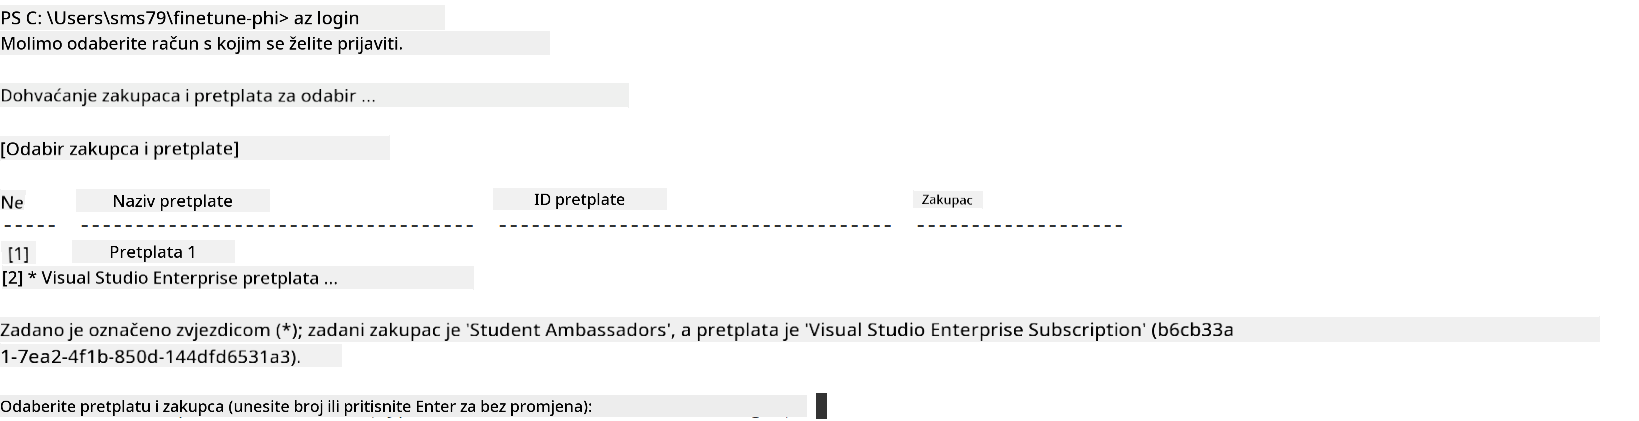 PS C: \Users\sms79\finetune-phi> az login
Molimo odaberite račun s kojim se želite prijaviti.
Dohvaćanje zakupaca i pretplata za odabir ...
[Odabir zakupca i pretplate]
Ne Naziv pretplate ID pretplate Zakupac
----- ------------------------------------ ------------------------------------ -------------------
[1] Pretplata 1
[2] * Visual Studio Enterprise pretplata ...
Zadano je označeno zvjezdicom (*); zadani zakupac je 'Student Ambassadors', a pretplata je 'Visual Studio Enterprise Subscription' (b6cb33a
1-7ea2-4f1b-850d-144dfd6531a3).
Odaberite pretplatu i zakupca (unesite broj ili pritisnite Enter za bez promjena):